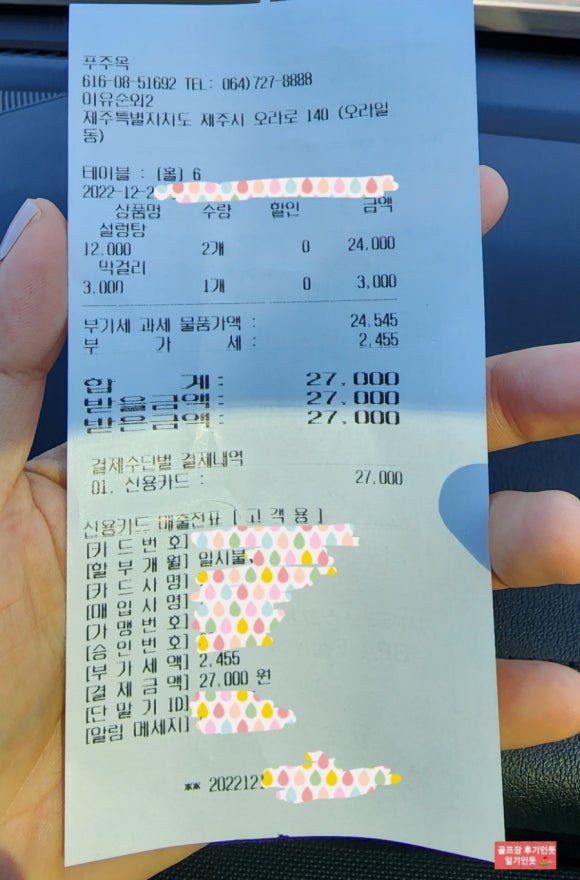 푸주옥
616-08-51692 TEL: 064)727-8888
이유순외2
제주특별자치도 제주시 오라로 140 (오라일
동)
테이블 : [홀] 6
2022-12-2
상품명 수량 할인 금액
설렁탕
12,000 2개 0 24,000
막걸리
3,000 1개 0 3,000
부가세 과세 물품가액 : 24,545
부 가 세 : 2,455
합 계 : 27,000
받을금액 : 27,000
받은금액 : 27,000
결제수단별 결제내역
01. 신용카드 : 27,000
신용카드 매출전표 [ 고 객 용 ]
[카 드 번 호]
[할 부 개 월] 일시불
[카 드 사 명]
[매 입 사 명]
[가 맹 번 호]
[승 인 번 호]
[부 가 세 액] 2,455
[결 제 금 액] 27,000 원
[단 말 기 ID]
[알림 메세지]
** 2022121
골프장 후기인듯
일기인듯